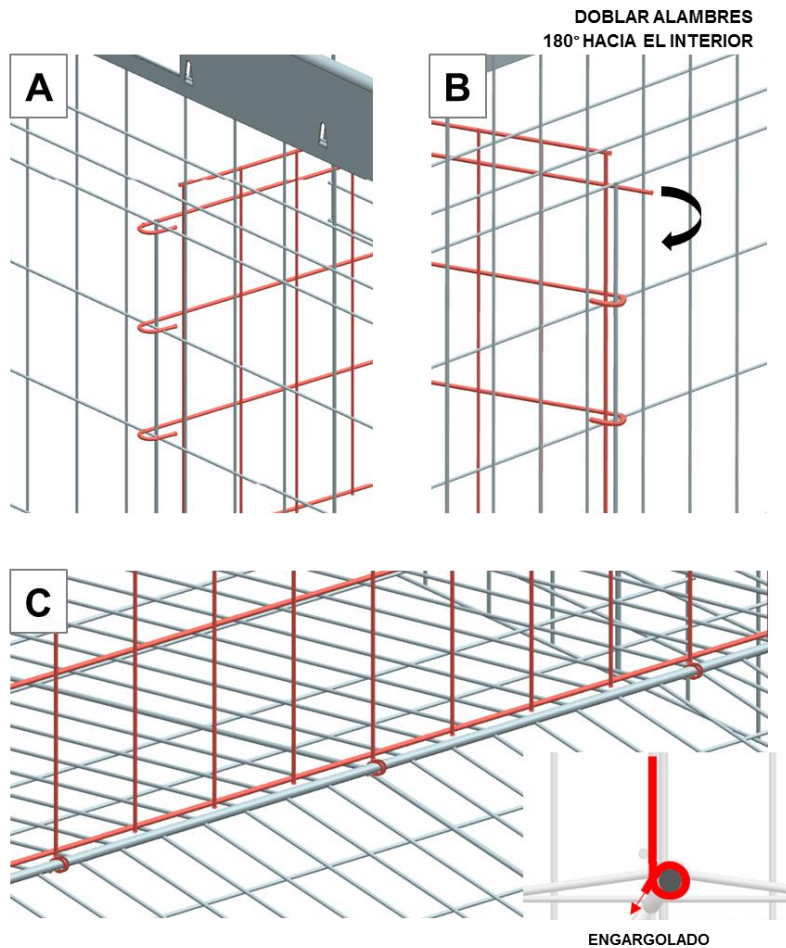 DOBLAR ALAMBRES
180° HACIA EL INTERIOR
A
B
C
ENGARGOLADO